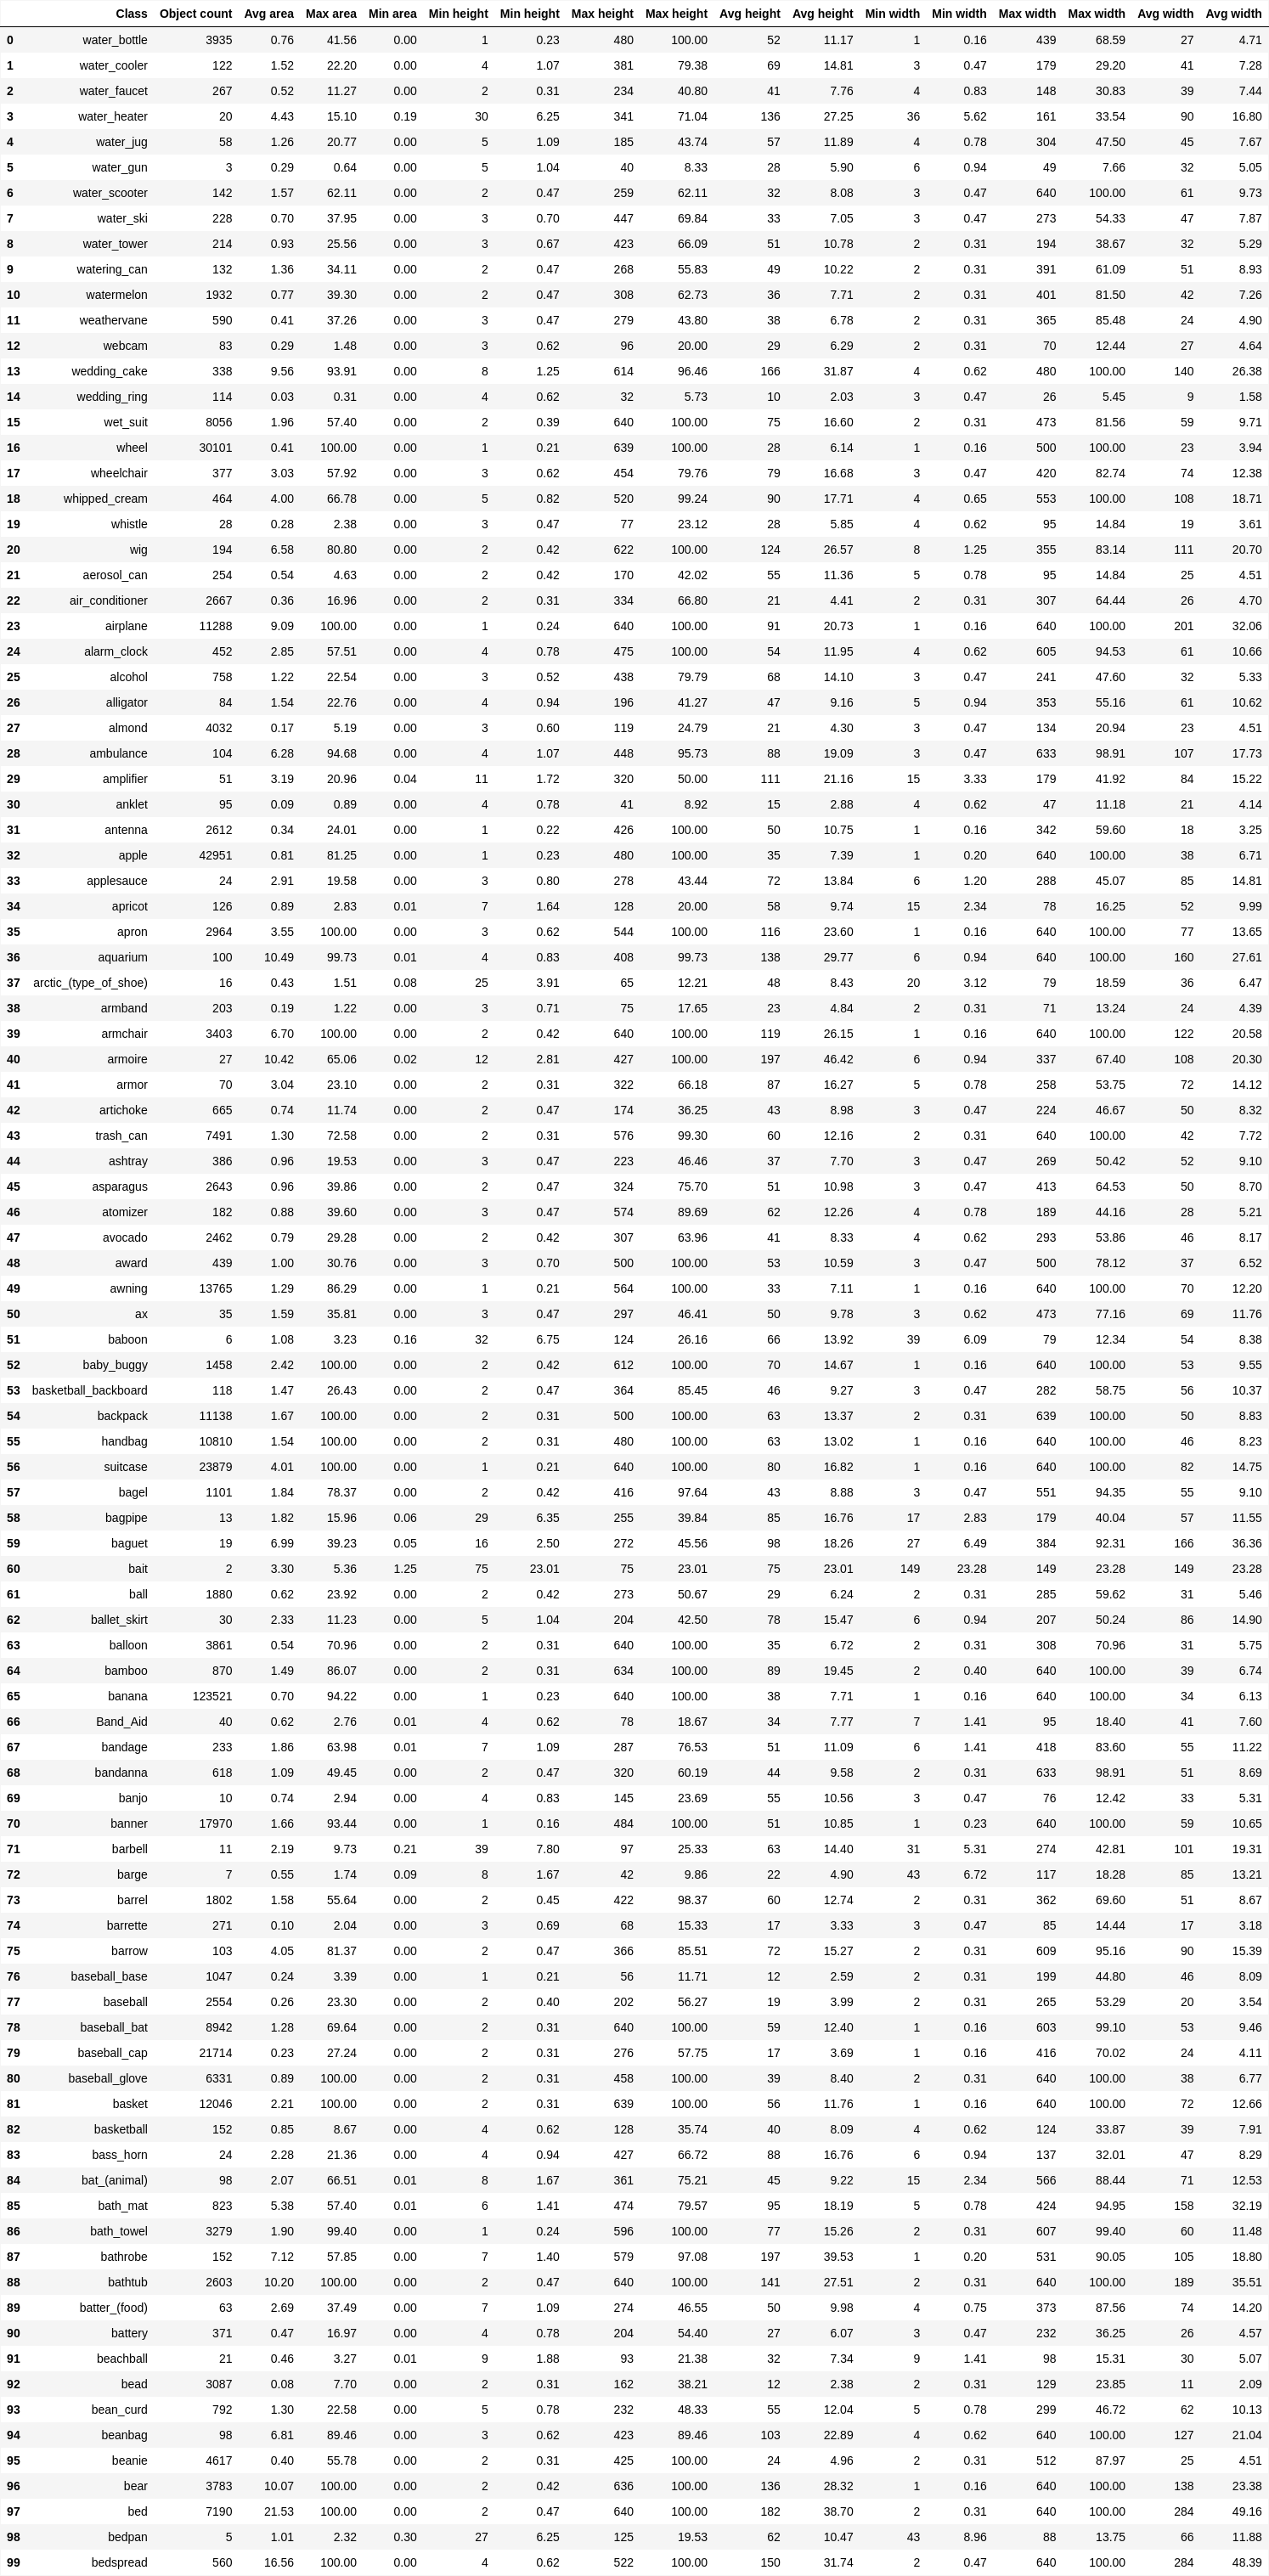 Class Object count Avg area Max area Min area Min height Min height Max height Max height Avg height Avg height Min width Min width Max width Max width Avg width Avg width
0 water_bottle 3935 0.76 41.56 0.00 1 0.23 480 100.00 52 11.17 1 0.16 439 68.59 27 4.71
1 water_cooler 122 1.52 22.20 0.00 4 1.07 381 79.38 69 14.81 3 0.47 179 29.20 41 7.28
2 water_faucet 267 0.52 11.27 0.00 2 0.31 234 40.80 41 7.76 4 0.83 148 30.83 39 7.44
3 water_heater 20 4.43 15.10 0.19 30 6.25 341 71.04 136 27.25 36 5.62 161 33.54 90 16.80
4 water_jug 58 1.26 20.77 0.00 5 1.09 185 43.74 57 11.89 4 0.78 304 47.50 45 7.67
5 water_gun 3 0.29 0.64 0.00 5 1.04 40 8.33 28 5.90 6 0.94 49 7.66 32 5.05
6 water_scooter 142 1.57 62.11 0.00 2 0.47 259 62.11 32 8.08 3 0.47 640 100.00 61 9.73
7 water_ski 228 0.70 37.95 0.00 3 0.70 447 69.84 33 7.05 3 0.47 273 54.33 47 7.87
8 water_tower 214 0.93 25.56 0.00 3 0.67 423 66.09 51 10.78 2 0.31 194 38.67 32 5.29
9 watering_can 132 1.36 34.11 0.00 2 0.47 268 55.83 49 10.22 2 0.31 391 61.09 51 8.93
10 watermelon 1932 0.77 39.30 0.00 2 0.47 308 62.73 36 7.71 2 0.31 401 81.50 42 7.26
11 weathervane 590 0.41 37.26 0.00 3 0.47 279 43.80 38 6.78 2 0.31 365 85.48 24 4.90
12 webcam 83 0.29 1.48 0.00 3 0.62 96 20.00 29 6.29 2 0.31 70 12.44 27 4.64
13 wedding_cake 338 9.56 93.91 0.00 8 1.25 614 96.46 166 31.87 4 0.62 480 100.00 140 26.38
14 wedding_ring 114 0.03 0.31 0.00 4 0.62 32 5.73 10 2.03 3 0.47 26 5.45 9 1.58
15 wet_suit 8056 1.96 57.40 0.00 2 0.39 640 100.00 75 16.60 2 0.31 473 81.56 59 9.71
16 wheel 30101 0.41 100.00 0.00 1 0.21 639 100.00 28 6.14 1 0.16 500 100.00 23 3.94
17 wheelchair 377 3.03 57.92 0.00 3 0.62 454 79.76 79 16.68 3 0.47 420 82.74 74 12.38
18 whipped_cream 464 4.00 66.78 0.00 5 0.82 520 99.24 90 17.71 4 0.65 553 100.00 108 18.71
19 whistle 28 0.28 2.38 0.00 3 0.47 77 23.12 28 5.85 4 0.62 95 14.84 19 3.61
20 wig 194 6.58 80.80 0.00 2 0.42 622 100.00 124 26.57 8 1.25 355 83.14 111 20.70
21 aerosol_can 254 0.54 4.63 0.00 2 0.42 170 42.02 55 11.36 5 0.78 95 14.84 25 4.51
22 air_conditioner 2667 0.36 16.96 0.00 2 0.31 334 66.80 21 4.41 2 0.31 307 64.44 26 4.70
23 airplane 11288 9.09 100.00 0.00 1 0.24 640 100.00 91 20.73 1 0.16 640 100.00 201 32.06
24 alarm_clock 452 2.85 57.51 0.00 4 0.78 475 100.00 54 11.95 4 0.62 605 94.53 61 10.66
25 alcohol 758 1.22 22.54 0.00 3 0.52 438 79.79 68 14.10 3 0.47 241 47.60 32 5.33
26 alligator 84 1.54 22.76 0.00 4 0.94 196 41.27 47 9.16 5 0.94 353 55.16 61 10.62
27 almond 4032 0.17 5.19 0.00 3 0.60 119 24.79 21 4.30 3 0.47 134 20.94 23 4.51
28 ambulance 104 6.28 94.68 0.00 4 1.07 448 95.73 88 19.09 3 0.47 633 98.91 107 17.73
29 amplifier 51 3.19 20.96 0.04 11 1.72 320 50.00 111 21.16 15 3.33 179 41.92 84 15.22
30 anklet 95 0.09 0.89 0.00 4 0.78 41 8.92 15 2.88 4 0.62 47 11.18 21 4.14
31 antenna 2612 0.34 24.01 0.00 1 0.22 426 100.00 50 10.75 1 0.16 342 59.60 18 3.25
32 apple 42951 0.81 81.25 0.00 1 0.23 480 100.00 35 7.39 1 0.20 640 100.00 38 6.71
33 applesauce 24 2.91 19.58 0.00 3 0.80 278 43.44 72 13.84 6 1.20 288 45.07 85 14.81
34 apricot 126 0.89 2.83 0.01 7 1.64 128 20.00 58 9.74 15 2.34 78 16.25 52 9.99
35 apron 2964 3.55 100.00 0.00 3 0.62 544 100.00 116 23.60 1 0.16 640 100.00 77 13.65
36 aquarium 100 10.49 99.73 0.01 4 0.83 408 99.73 138 29.77 6 0.94 640 100.00 160 27.61
37 arctic_(type_of_shoe) 16 0.43 1.51 0.08 25 3.91 65 12.21 48 8.43 20 3.12 79 18.59 36 6.47
38 armband 203 0.19 1.22 0.00 3 0.71 75 17.65 23 4.84 2 0.31 71 13.24 24 4.39
39 armchair 3403 6.70 100.00 0.00 2 0.42 640 100.00 119 26.15 1 0.16 640 100.00 122 20.58
40 armoire 27 10.42 65.06 0.02 12 2.81 427 100.00 197 46.42 6 0.94 337 67.40 108 20.30
41 armor 70 3.04 23.10 0.00 2 0.31 322 66.18 87 16.27 5 0.78 258 53.75 72 14.12
42 artichoke 665 0.74 11.74 0.00 2 0.47 174 36.25 43 8.98 3 0.47 224 46.67 50 8.32
43 trash_can 7491 1.30 72.58 0.00 2 0.31 576 99.30 60 12.16 2 0.31 640 100.00 42 7.72
44 ashtray 386 0.96 19.53 0.00 3 0.47 223 46.46 37 7.70 3 0.47 269 50.42 52 9.10
45 asparagus 2643 0.96 39.86 0.00 2 0.47 324 75.70 51 10.98 3 0.47 413 64.53 50 8.70
46 atomizer 182 0.88 39.60 0.00 3 0.47 574 89.69 62 12.26 4 0.78 189 44.16 28 5.21
47 avocado 2462 0.79 29.28 0.00 2 0.42 307 63.96 41 8.33 4 0.62 293 53.86 46 8.17
48 award 439 1.00 30.76 0.00 3 0.70 500 100.00 53 10.59 3 0.47 500 78.12 37 6.52
49 awning 13765 1.29 86.29 0.00 1 0.21 564 100.00 33 7.11 1 0.16 640 100.00 70 12.20
50 ax 35 1.59 35.81 0.00 3 0.47 297 46.41 50 9.78 3 0.62 473 77.16 69 11.76
51 baboon 6 1.08 3.23 0.16 32 6.75 124 26.16 66 13.92 39 6.09 79 12.34 54 8.38
52 baby_buggy 1458 2.42 100.00 0.00 2 0.42 612 100.00 70 14.67 1 0.16 640 100.00 53 9.55
53 basketball_backboard 118 1.47 26.43 0.00 2 0.47 364 85.45 46 9.27 3 0.47 282 58.75 56 10.37
54 backpack 11138 1.67 100.00 0.00 2 0.31 500 100.00 63 13.37 2 0.31 639 100.00 50 8.83
55 handbag 10810 1.54 100.00 0.00 2 0.31 480 100.00 63 13.02 1 0.16 640 100.00 46 8.23
56 suitcase 23879 4.01 100.00 0.00 1 0.21 640 100.00 80 16.82 1 0.16 640 100.00 82 14.75
57 bagel 1101 1.84 78.37 0.00 2 0.42 416 97.64 43 8.88 3 0.47 551 94.35 55 9.10
58 bagpipe 13 1.82 15.96 0.06 29 6.35 255 39.84 85 16.76 17 2.83 179 40.04 57 11.55
59 baguet 19 6.99 39.23 0.05 16 2.50 272 45.56 98 18.26 27 6.49 384 92.31 166 36.36
60 bait 2 3.30 5.36 1.25 75 23.01 75 23.01 75 23.01 149 23.28 149 23.28 149 23.28
61 ball 1880 0.62 23.92 0.00 2 0.42 273 50.67 29 6.24 2 0.31 285 59.62 31 5.46
62 ballet_skirt 30 2.33 11.23 0.00 5 1.04 204 42.50 78 15.47 6 0.94 207 50.24 86 14.90
63 balloon 3861 0.54 70.96 0.00 2 0.31 640 100.00 35 6.72 2 0.31 308 70.96 31 5.75
64 bamboo 870 1.49 86.07 0.00 2 0.31 634 100.00 89 19.45 2 0.40 640 100.00 39 6.74
65 banana 123521 0.70 94.22 0.00 1 0.23 640 100.00 38 7.71 1 0.16 640 100.00 34 6.13
66 Band_Aid 40 0.62 2.76 0.01 4 0.62 78 18.67 34 7.77 7 1.41 95 18.40 41 7.60
67 bandage 233 1.86 63.98 0.01 7 1.09 287 76.53 51 11.09 6 1.41 418 83.60 55 11.22
68 bandanna 618 1.09 49.45 0.00 2 0.47 320 60.19 44 9.58 2 0.31 633 98.91 51 8.69
69 banjo 10 0.74 2.94 0.00 4 0.83 145 23.69 55 10.56 3 0.47 76 12.42 33 5.31
70 banner 17970 1.66 93.44 0.00 1 0.16 484 100.00 51 10.85 1 0.23 640 100.00 59 10.65
71 barbell 11 2.19 9.73 0.21 39 7.80 97 25.33 63 14.40 31 5.31 274 42.81 101 19.31
72 barge 7 0.55 1.74 0.09 8 1.67 42 9.86 22 4.90 43 6.72 117 18.28 85 13.21
73 barrel 1802 1.58 55.64 0.00 2 0.45 422 98.37 60 12.74 2 0.31 362 69.60 51 8.67
74 barrette 271 0.10 2.04 0.00 3 0.69 68 15.33 17 3.33 3 0.47 85 14.44 17 3.18
75 barrow 103 4.05 81.37 0.00 2 0.47 366 85.51 72 15.27 2 0.31 609 95.16 90 15.39
76 baseball_base 1047 0.24 3.39 0.00 1 0.21 56 11.71 12 2.59 2 0.31 199 44.80 46 8.09
77 baseball 2554 0.26 23.30 0.00 2 0.40 202 56.27 19 3.99 2 0.31 265 53.29 20 3.54
78 baseball_bat 8942 1.28 69.64 0.00 2 0.31 640 100.00 59 12.40 1 0.16 603 99.10 53 9.46
79 baseball_cap 21714 0.23 27.24 0.00 2 0.31 276 57.75 17 3.69 1 0.16 416 70.02 24 4.11
80 baseball_glove 6331 0.89 100.00 0.00 2 0.31 458 100.00 39 8.40 2 0.31 640 100.00 38 6.77
81 basket 12046 2.21 100.00 0.00 2 0.31 639 100.00 56 11.76 1 0.16 640 100.00 72 12.66
82 basketball 152 0.85 8.67 0.00 4 0.62 128 35.74 40 8.09 4 0.62 124 33.87 39 7.91
83 bass_horn 24 2.28 21.36 0.00 4 0.94 427 66.72 88 16.76 6 0.94 137 32.01 47 8.29
84 bat_(animal) 98 2.07 66.51 0.01 8 1.67 361 75.21 45 9.22 15 2.34 566 88.44 71 12.53
85 bath_mat 823 5.38 57.40 0.01 6 1.41 474 79.57 95 18.19 5 0.78 424 94.95 158 32.19
86 bath_towel 3279 1.90 99.40 0.00 1 0.24 596 100.00 77 15.26 2 0.31 607 99.40 60 11.48
87 bathrobe 152 7.12 57.85 0.00 7 1.40 579 97.08 197 39.53 1 0.20 531 90.05 105 18.80
88 bathtub 2603 10.20 100.00 0.00 2 0.47 640 100.00 141 27.51 2 0.31 640 100.00 189 35.51
89 batter_(food) 63 2.69 37.49 0.00 7 1.09 274 46.55 50 9.98 4 0.75 373 87.56 74 14.20
90 battery 371 0.47 16.97 0.00 4 0.78 204 54.40 27 6.07 3 0.47 232 36.25 26 4.57
91 beachball 21 0.46 3.27 0.01 9 1.88 93 21.38 32 7.34 9 1.41 98 15.31 30 5.07
92 bead 3087 0.08 7.70 0.00 2 0.31 162 38.21 12 2.38 2 0.31 129 23.85 11 2.09
93 bean_curd 792 1.30 22.58 0.00 5 0.78 232 48.33 55 12.04 5 0.78 299 46.72 62 10.13
94 beanbag 98 6.81 89.46 0.00 3 0.62 423 89.46 103 22.89 4 0.62 640 100.00 127 21.04
95 beanie 4617 0.40 55.78 0.00 2 0.31 425 100.00 24 4.96 2 0.31 512 87.97 25 4.51
96 bear 3783 10.07 100.00 0.00 2 0.42 636 100.00 136 28.32 1 0.16 640 100.00 138 23.38
97 bed 7190 21.53 100.00 0.00 2 0.47 640 100.00 182 38.70 2 0.31 640 100.00 284 49.16
98 bedpan 5 1.01 2.32 0.30 27 6.25 125 19.53 62 10.47 43 8.96 88 13.75 66 11.88
99 bedspread 560 16.56 100.00 0.00 4 0.62 522 100.00 150 31.74 2 0.47 640 100.00 284 48.39